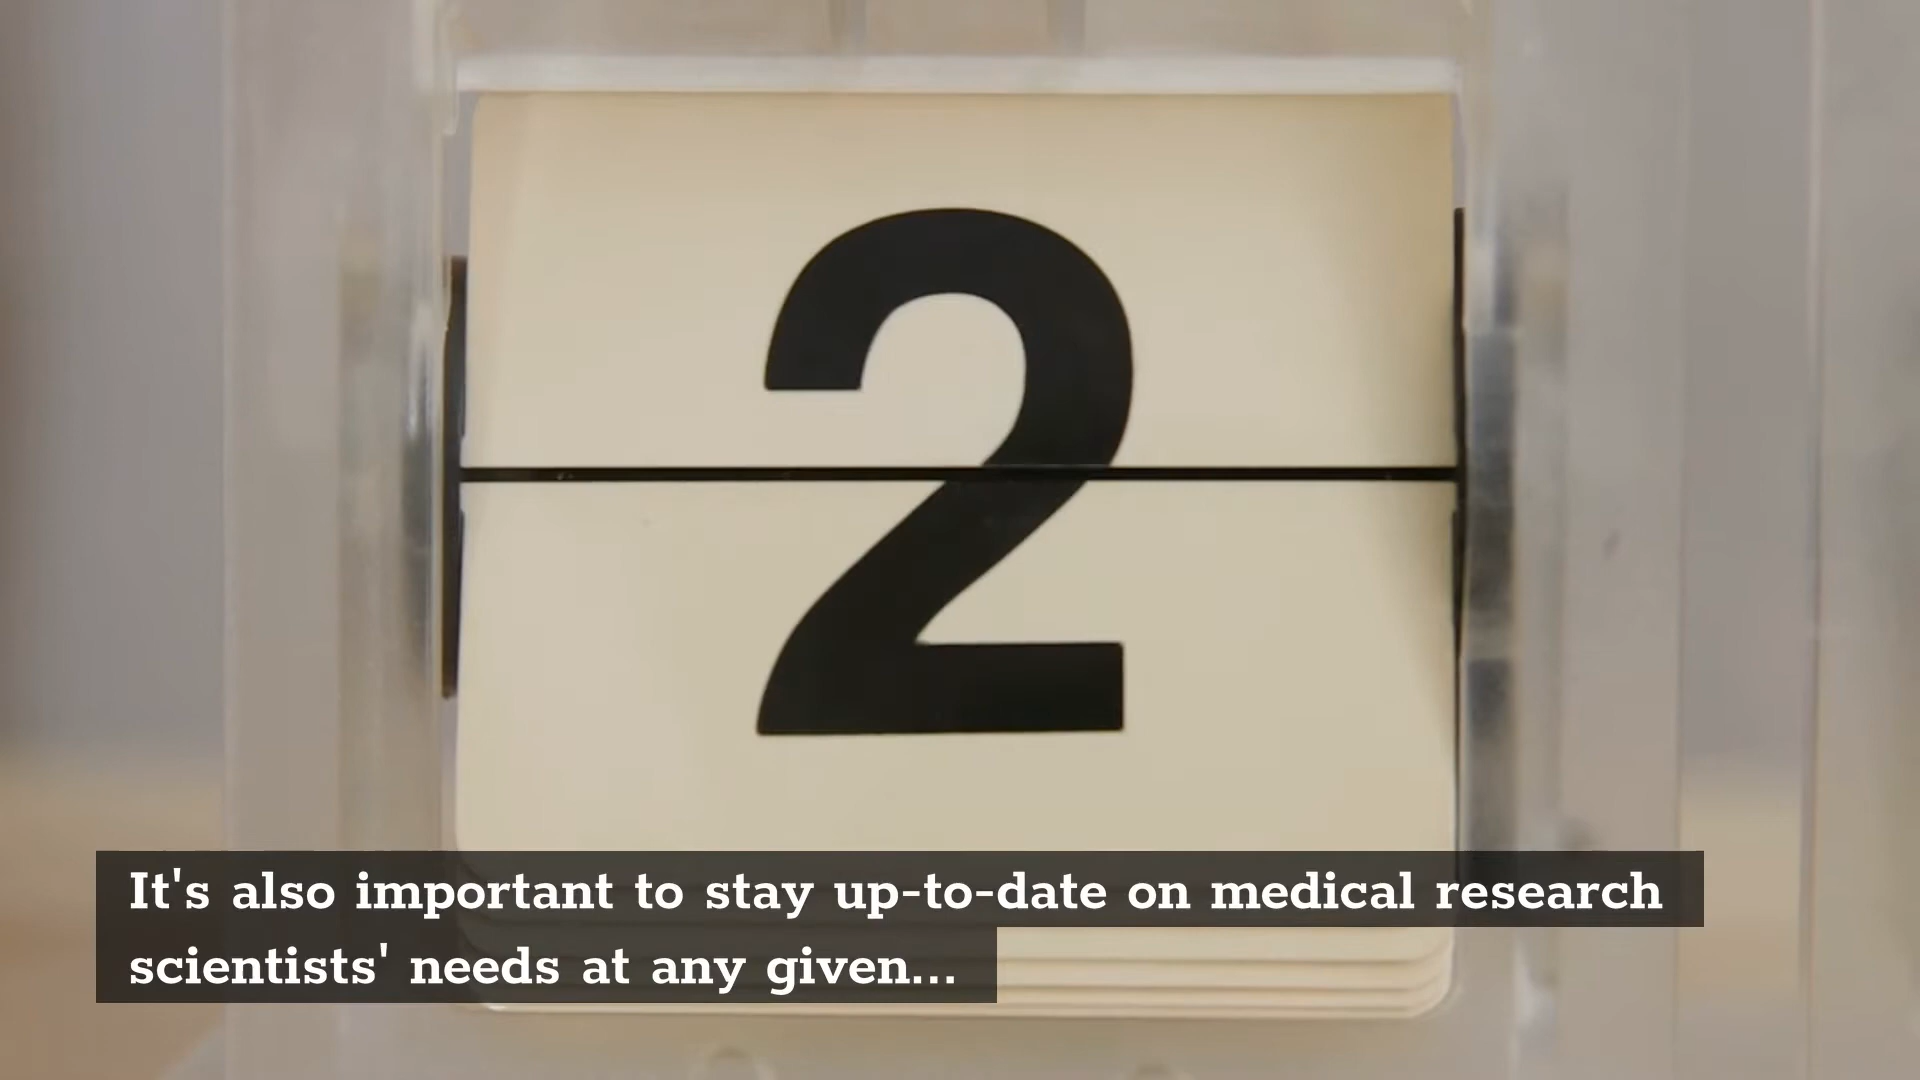 2
It's also important to stay up-to-date on medical research
scientists' needs at any given...